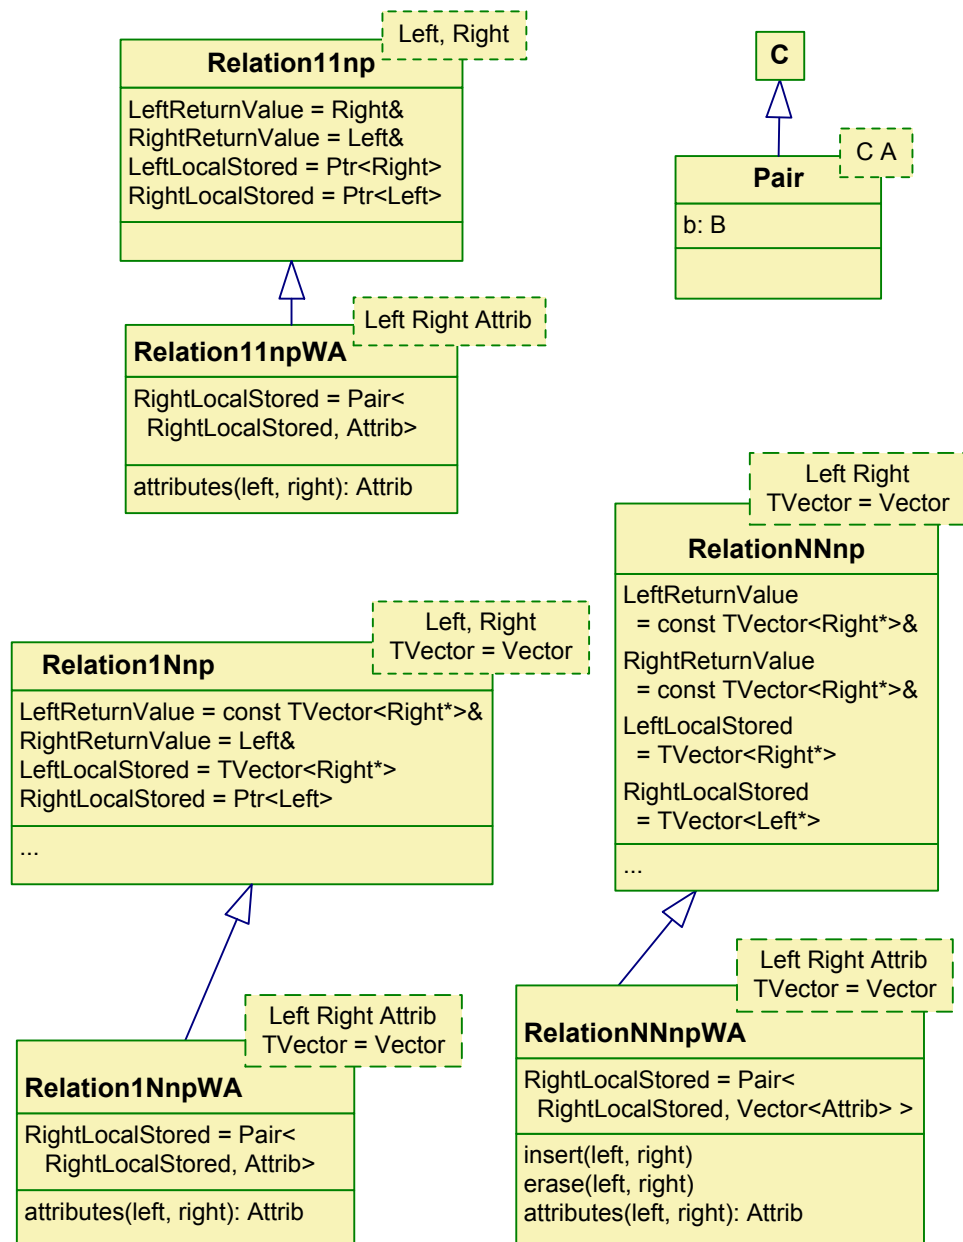 Left, Right
Relation11np
LeftReturnValue = Right&
RightReturnValue = Left&
LeftLocalStored = Ptr<Right>
RightLocalStored = Ptr<Left>
C
C A
Pair
b: B
Left Right Attrib
Relation11npWA
RightLocalStored = Pair<
RightLocalStored, Attrib>
attributes(left, right): Attrib
Left Right
TVector = Vector
RelationNNnp
LeftReturnValue
= const TVector<Right*>&
RightReturnValue
= const TVector<Right*>&
LeftLocalStored
= TVector<Right*>
RightLocalStored
= TVector<Left*>
...
Left, Right
TVector = Vector
Relation1Nnp
LeftReturnValue = const TVector<Right*>&
RightReturnValue = Left&
LeftLocalStored = TVector<Right*>
RightLocalStored = Ptr<Left>
...
Left Right Attrib
TVector = Vector
Relation1NnpWA
RightLocalStored = Pair<
RightLocalStored, Attrib>
attributes(left, right): Attrib
Left Right Attrib
TVector = Vector
RelationNNnpWA
RightLocalStored = Pair<
RightLocalStored, Vector<Attrib> >
insert(left, right)
erase(left, right)
attributes(left, right): Attrib